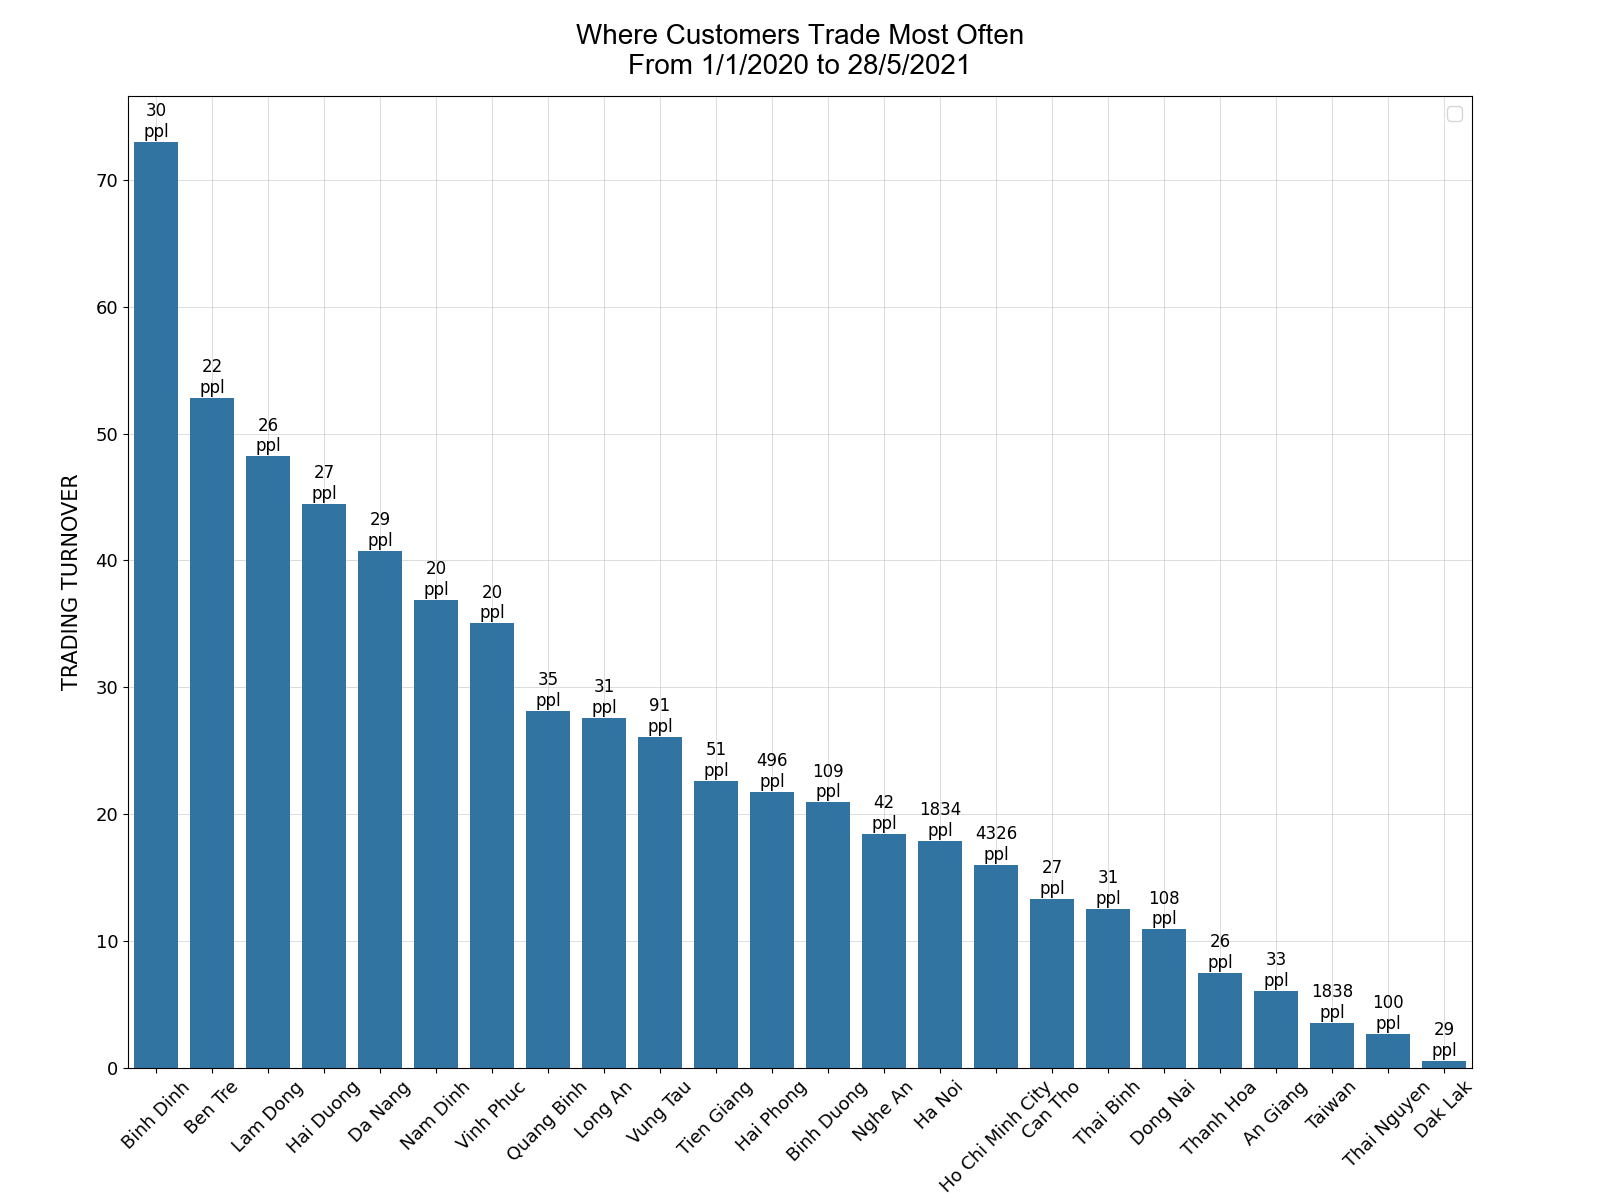 Where Customers Trade Most Often
From 1/1/2020 to 28/5/2021
TRADING TURNOVER
70
60
50
40
30
20
10
0
30
ppl
22
ppl
26
ppl
27
ppl
29
ppl
20
ppl
20
ppl
35
ppl
31
ppl
91
ppl
51
ppl
496
ppl
109
ppl
42
ppl
1834
ppl
4326
ppl
27
ppl
31
ppl
108
ppl
26
ppl
33
ppl
1838
ppl
100
ppl
29
ppl
Binh Dinh
Ben Tre
Lam Dong
Hai Duong
Da Nang
Nam Dinh
Vinh Phuc
Quang Binh
Long An
Vung Tau
Tien Giang
Hai Phong
Binh Duong
Nghe An
Ha Noi
Ho Chi Minh City
Can Tho
Thai Binh
Dong Nai
Thanh Hoa
An Giang
Taiwan
Thai Nguyen
Dak Lak